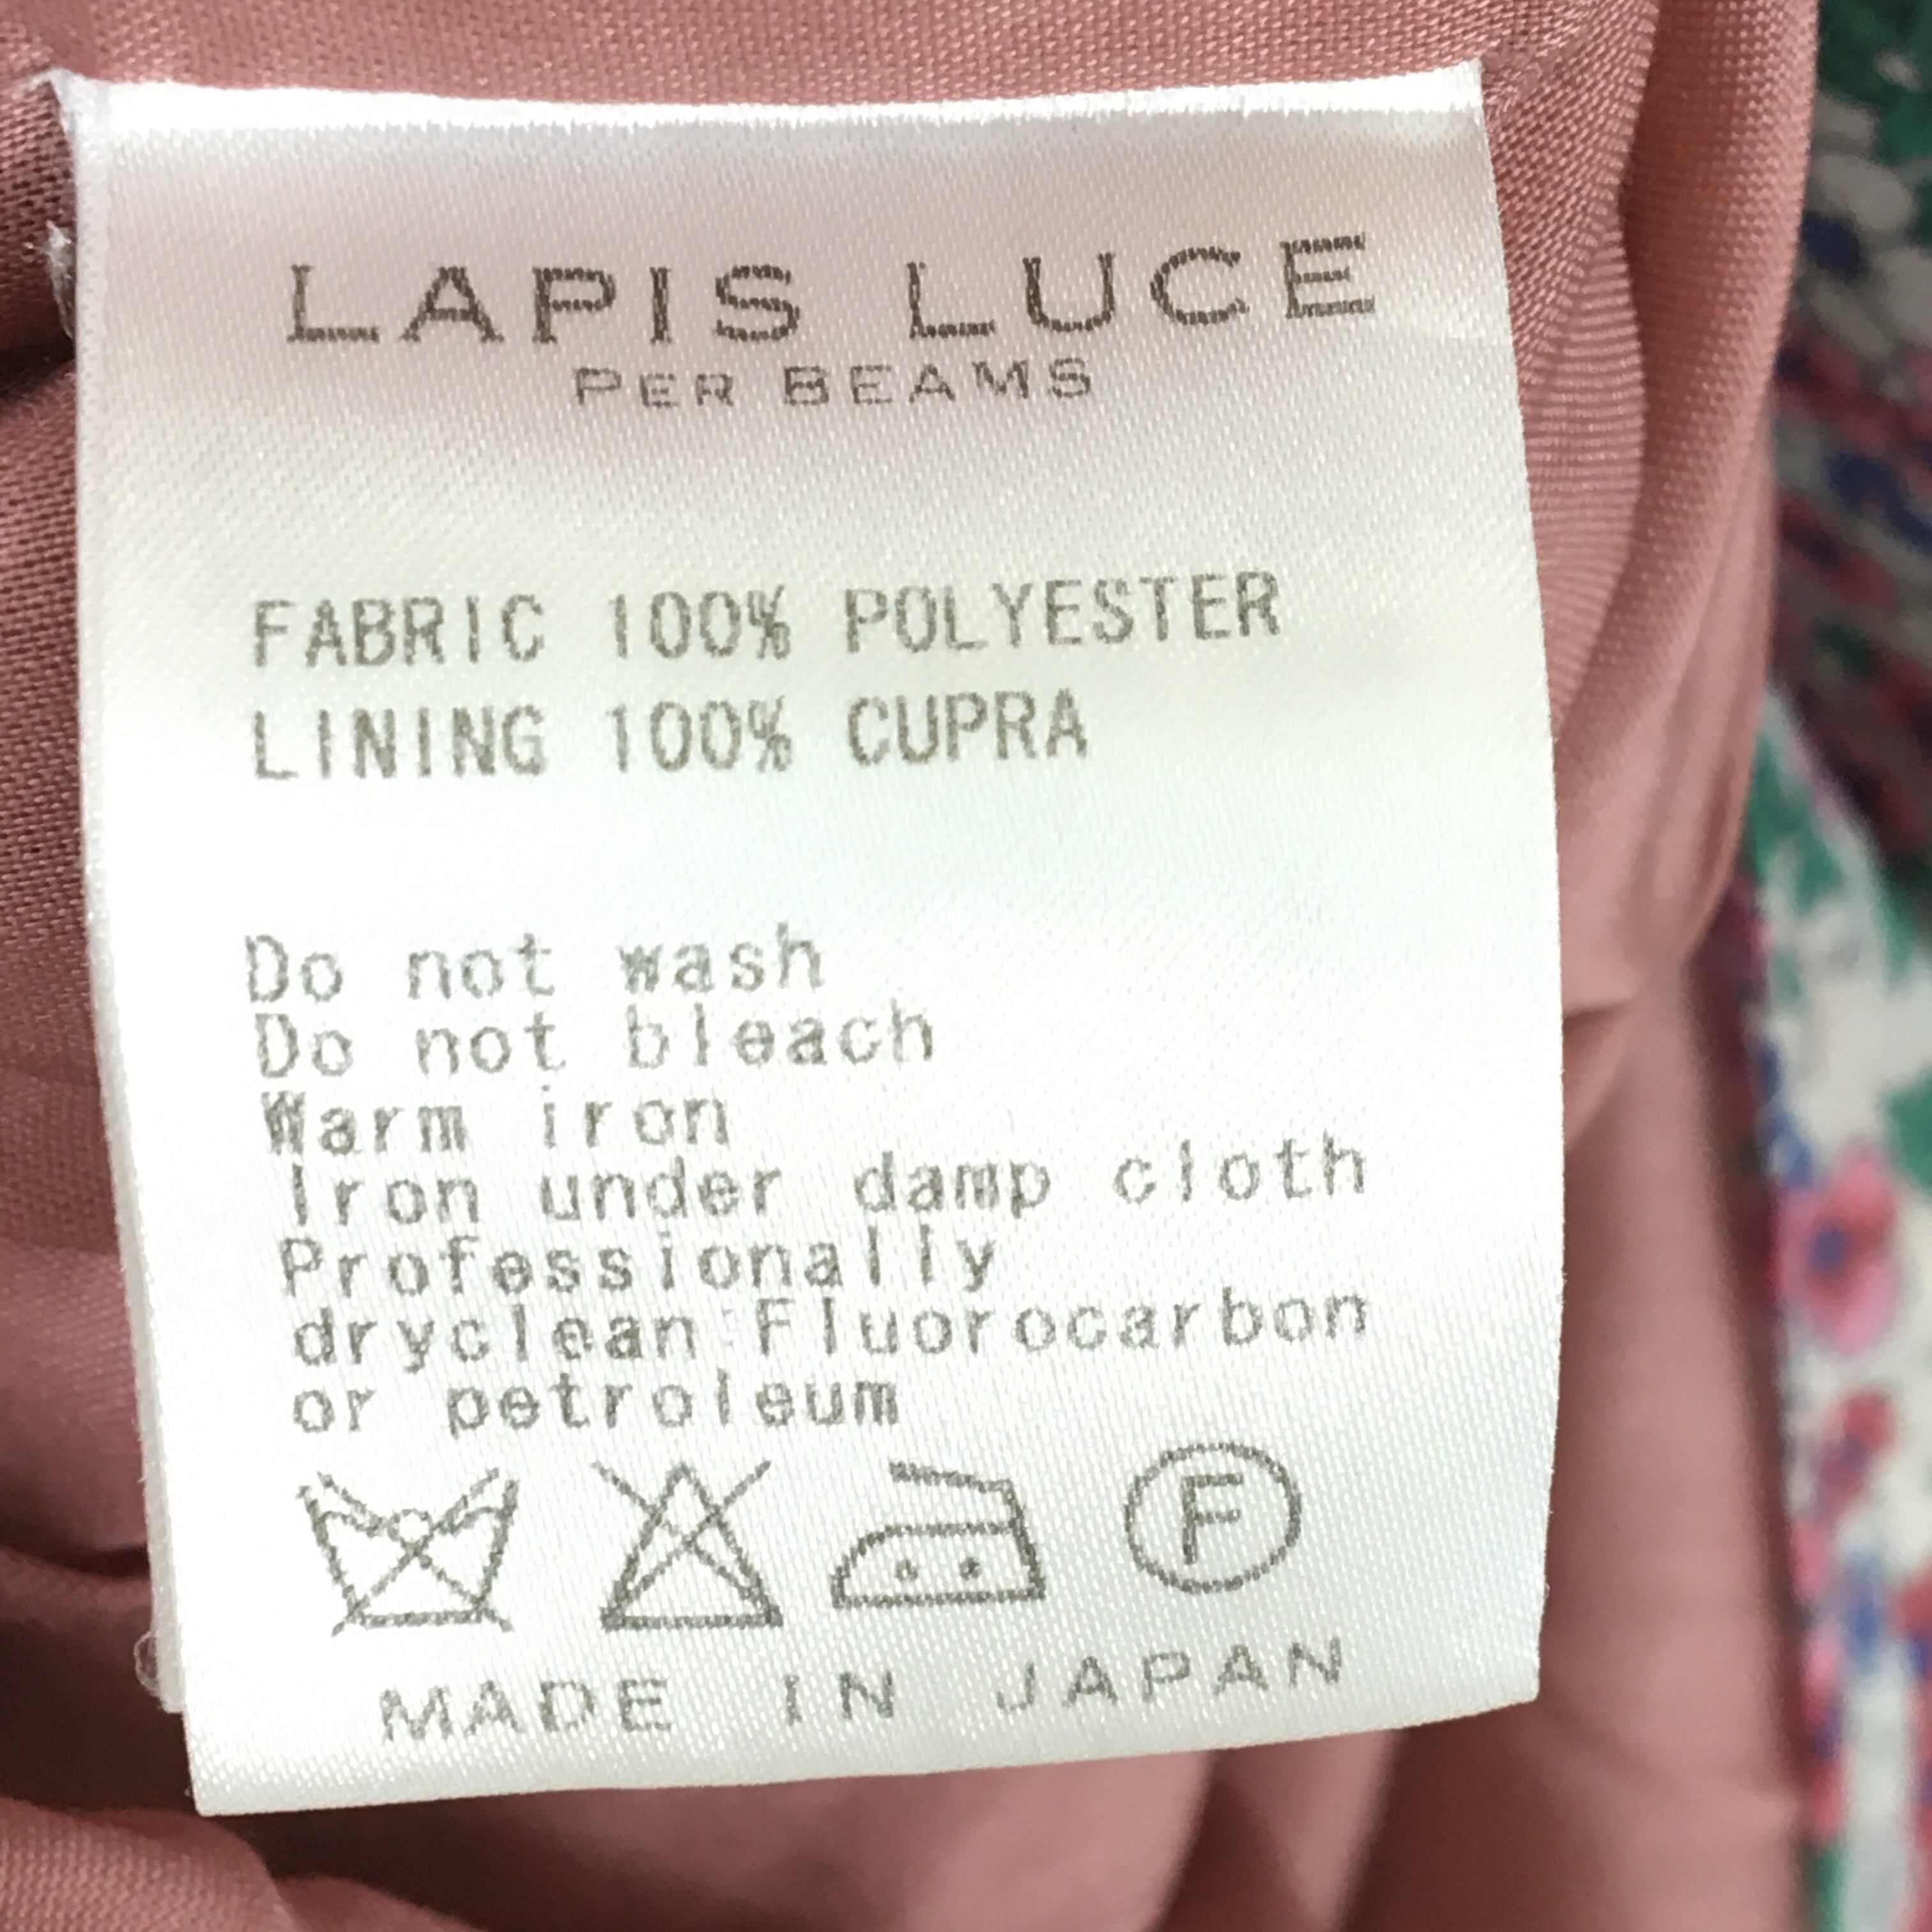 LAPIS LUCE
PER BEAMS
FABRIC 100% POLYESTER
LINING 100% CUPRA
Do not wash
Do not bleach
Warm iron
Iron under damp cloth
Professionally
dryclean:Fluorocarbon
or petroleum
F
MADE IN JAPAN